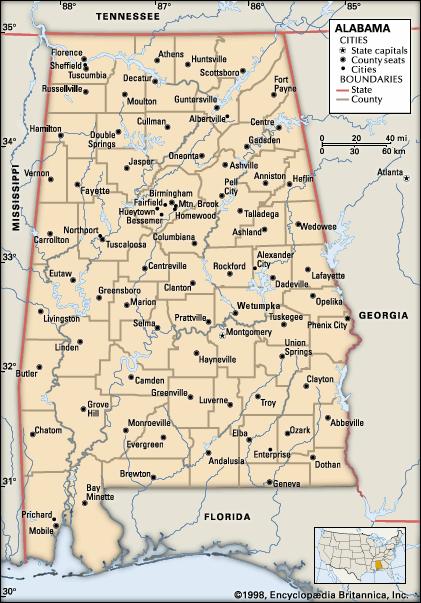 88°
87°
86°
85°
TENNESSEE
35°
ALABAMA
CITIES
State capitals
County seats
Cities
BOUNDARIES
State
County
0 20 40 mi
0 30 60 km
Florence
Sheffield
Tuscumbia
Russellville
Athens
Huntsville
Scottsboro
Decatur
Moulton
Fort
Payne
Guntersville
Albertville
Hamilton
Double
Springs
Cullman
Centre
34°
Gadsden
Oneonta
Jasper
Ashville
Atlanta
Vernon
Fayette
Birmingham
Fairfield
Mtn. Brook
Hueytown
Homewood
Bessemer
Pell
City
Anniston
Heflin
MISSISSIPPI
Talladega
Wedowee
Northport
Carrollton
Tuscaloosa
Columbiana
Ashland
33°
Eutaw
Centreville
Rockford
Alexander
City
Lafayette
Dadeville
Clanton
Greensboro
Marion
Opelika
GEORGIA
Livingston
Selma
Prattville
Wetumpka
Tuskegee
Phenix City
Montgomery
Linden
Hayneville
Union
Springs
32°
Butler
Camden
Clayton
Grove
Hill
Greenville
Luverne
Troy
Abbeville
Chatom
Monroeville
Evergreen
Elba
Ozark
Andalusia
Enterprise
Dothan
31°
Brewton
Geneva
Bay
Minette
Prichard
Mobile
FLORIDA
30°
©1998, Encyclopædia Britannica, Inc.